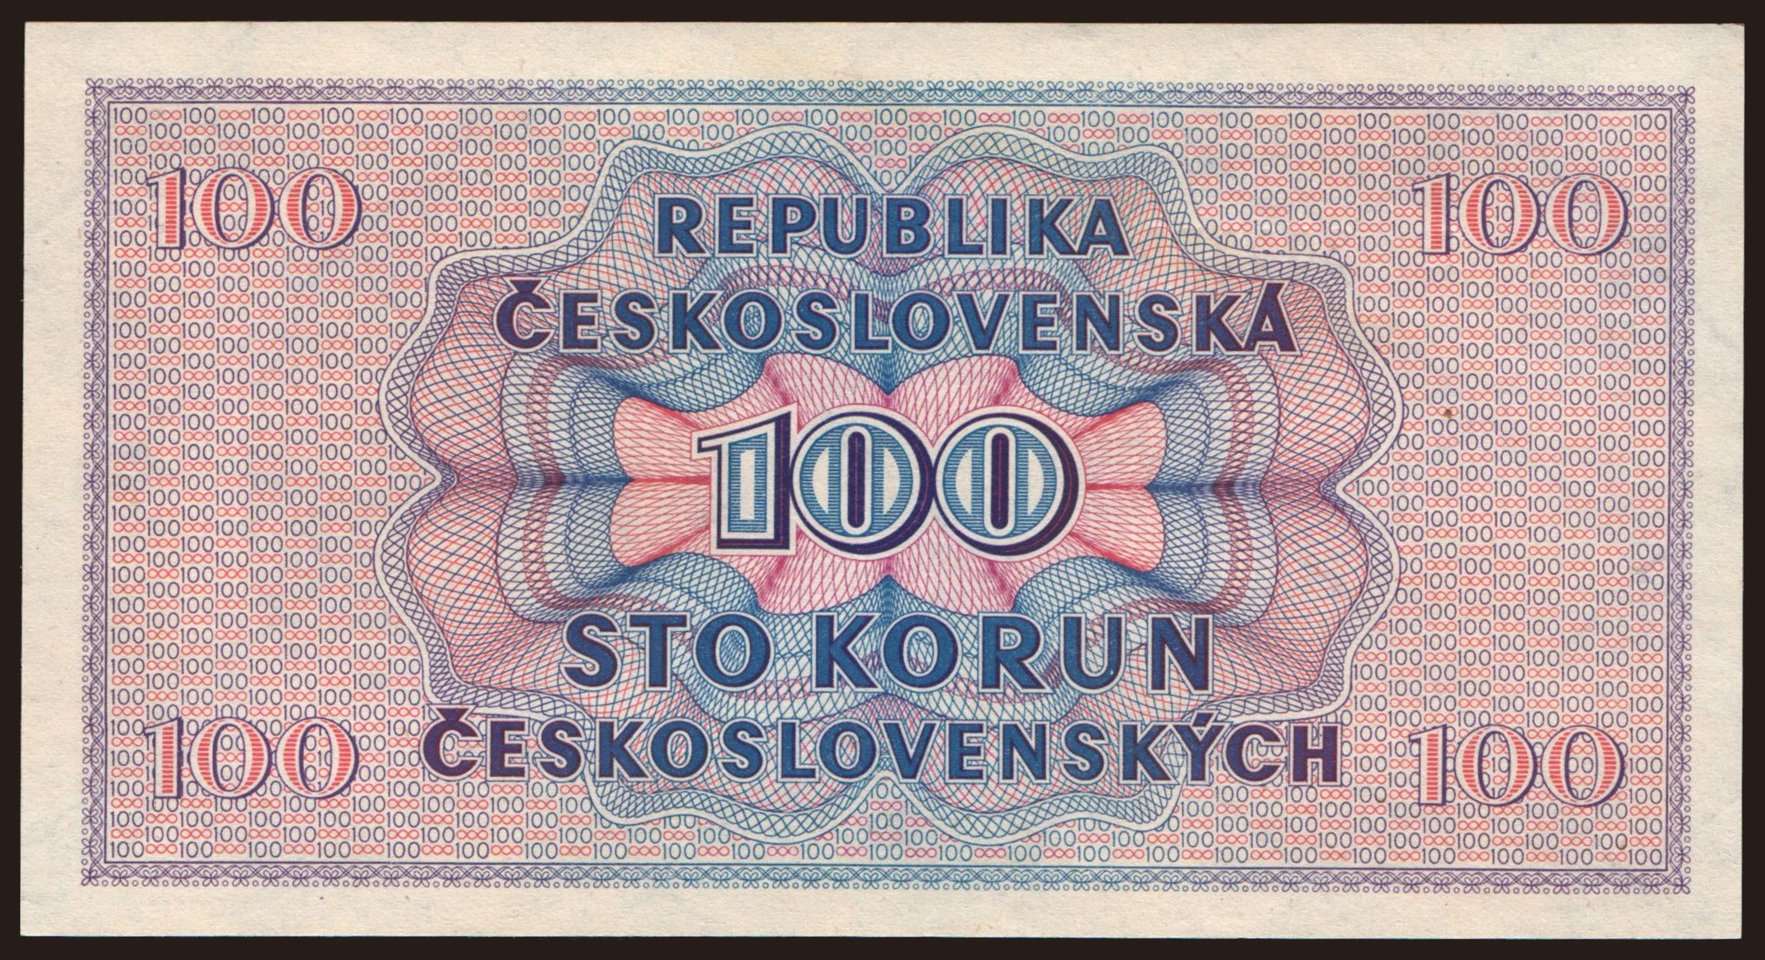 100 100
REPUBLIKA
ČESKOSLOVENSKÁ
100
STO KORUN
ČESKOSLOVENSKÝCH
100 100